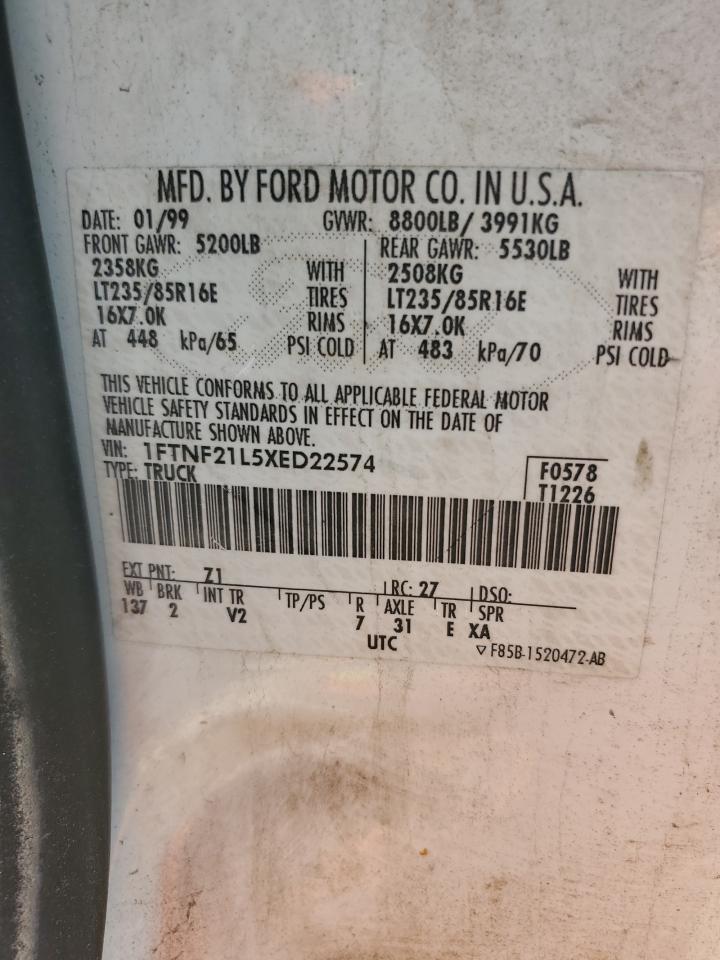 MFD. BY FORD MOTOR CO. IN U.S.A.
DATE: 01/99 GVWR: 8800LB/ 3991KG
FRONT GAWR: 5200LB REAR GAWR: 5530LB
2358KG WITH 2508KG WITH
LT235/85R16E TIRES LT235/85R16E TIRES
16X7.0K RIMS 16X7.0K RIMS
AT 448 kPa/65 PSI COLD AT 483 kPa/70 PSI COLD
THIS VEHICLE CONFORMS TO ALL APPLICABLE FEDERAL MOTOR
VEHICLE SAFETY STANDARDS IN EFFECT ON THE DATE OF
MANUFACTURE SHOWN ABOVE.
VIN: 1FTNF21L5XED22574
TYPE: TRUCK
F0578
T1226
EXT PNT: Z1 RC: 27 DSO:
WB BRK INT TR TP/PS R AXLE TR SPR
137 2 V2 7 31 E XA
UTC
▽ F85B-1520472-AB